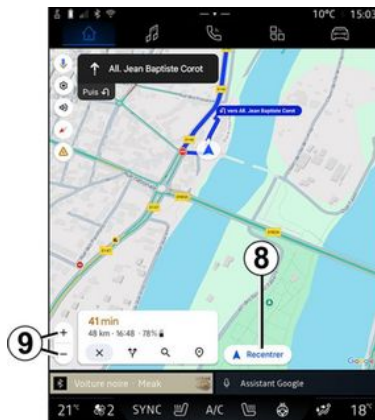 10°C 15:03
All. Jean Baptiste Corot
Puis
vers All. Jean Baptiste Corot
8
9
+
−
41 min
48 km · 16:48 · 78%
Recentrer
Google
Voiture noire · Meak
Assistant Google
21° 2 SYNC A/C 18°